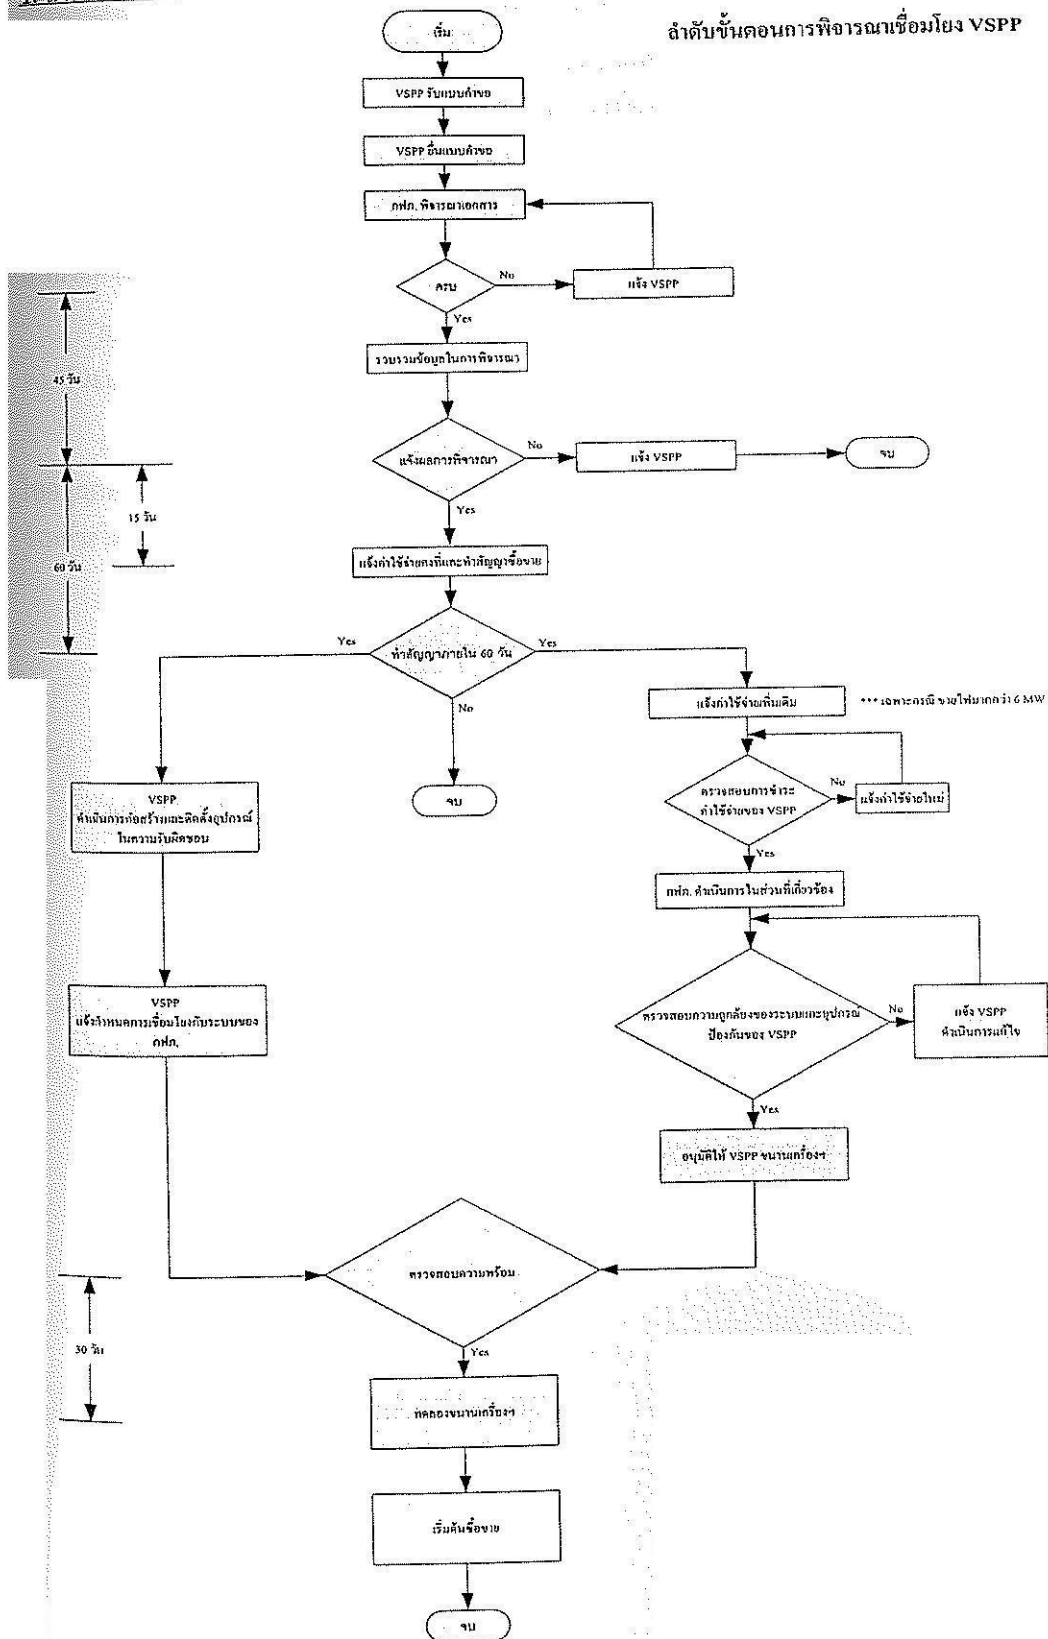 ลำดับขั้นตอนการพิจารณาเชื่อมโยง VSPP
เริ่ม
VSPP รับแบบคำขอ
VSPP ยื่นแบบคำขอ
กฟภ. พิจารณาเอกสาร
ครบ
No
แจ้ง VSPP
Yes
รวบรวมข้อมูลในการพิจารณา
45 วัน
แจ้งผลการพิจารณา
No
แจ้ง VSPP
จบ
15 วัน
Yes
60 วัน
แจ้งค่าใช้จ่ายคงที่และทำสัญญาซื้อขาย
Yes
ทำสัญญาภายใน 60 วัน
Yes
No
จบ
แจ้งค่าใช้จ่ายเพิ่มเติม
*** เฉพาะกรณี ขายไฟมากกว่า 6 MW
VSPP
ดำเนินการก่อสร้างและติดตั้งอุปกรณ์
ในความรับผิดชอบ
ตรวจสอบการชำระ
ค่าใช้จ่ายของ VSPP
No
แจ้งค่าใช้จ่ายใหม่
Yes
กฟภ. ดำเนินการในส่วนที่เกี่ยวข้อง
VSPP
แจ้งกำหนดการเชื่อมโยงกับระบบของ
กฟภ.
ตรวจสอบความถูกต้องของระบบและอุปกรณ์
ป้องกันของ VSPP
No
แจ้ง VSPP
ดำเนินการแก้ไข
Yes
อนุมัติให้ VSPP ขนานเครื่องฯ
ตรวจสอบความพร้อม
30 วัน
Yes
ทดลองขนานเครื่องฯ
เริ่มต้นซื้อขาย
จบ